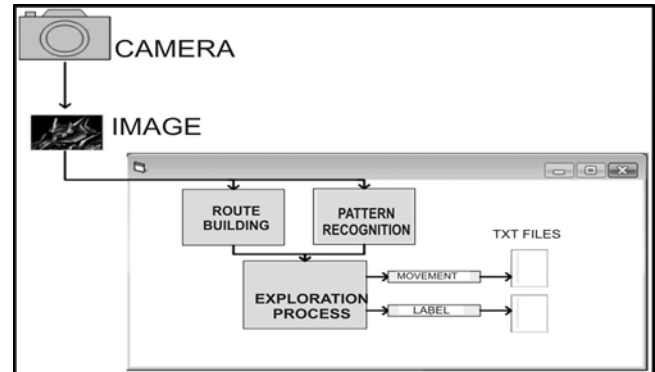 CAMERA
IMAGE
ROUTE
BUILDING
PATTERN
RECOGNITION
TXT FILES
EXPLORATION
PROCESS
MOVEMENT
LABEL